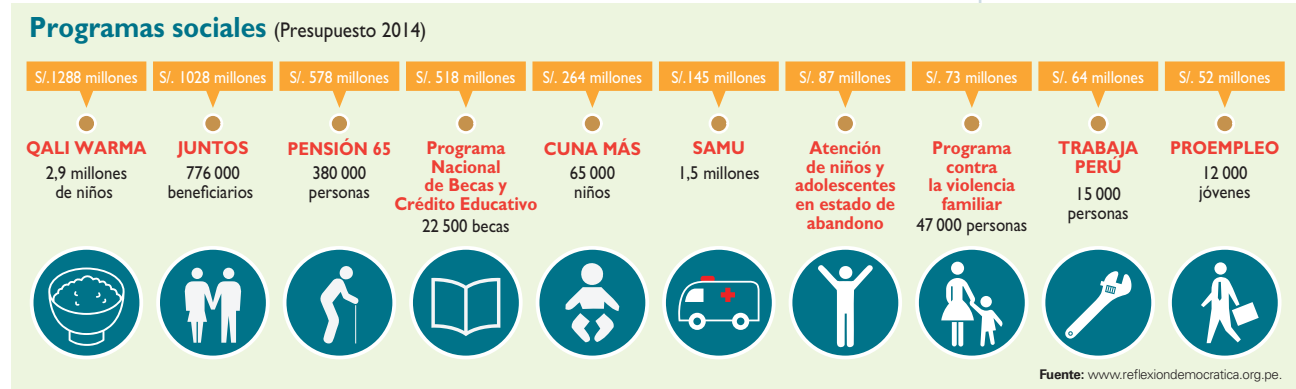 Programas sociales (Presupuesto 2014)
S/.1288 millones
QALI WARMA
2,9 millones
de niños
S/. 1028 millones
JUNTOS
776 000
beneficiarios
S/. 578 millones
PENSIÓN 65
380 000
personas
S/. 518 millones
Programa
Nacional
de Becas y
Crédito Educativo
22 500 becas
S/. 264 millones
CUNA MÁS
65 000
niños
S/.145 millones
SAMU
1,5 millones
S/. 87 millones
Atención
de niños y
adolescentes
en estado de
abandono
S/. 73 millones
Programa
contra
la violencia
familiar
47 000 personas
S/. 64 millones
TRABAJA
PERÚ
15 000
personas
S/. 52 millones
PROEMPLEO
12 000
jóvenes
Fuente: www.reflexiondemocratica.org.pe.